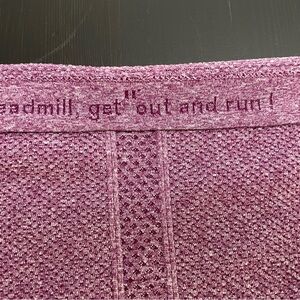 eadmill, get "out and run!